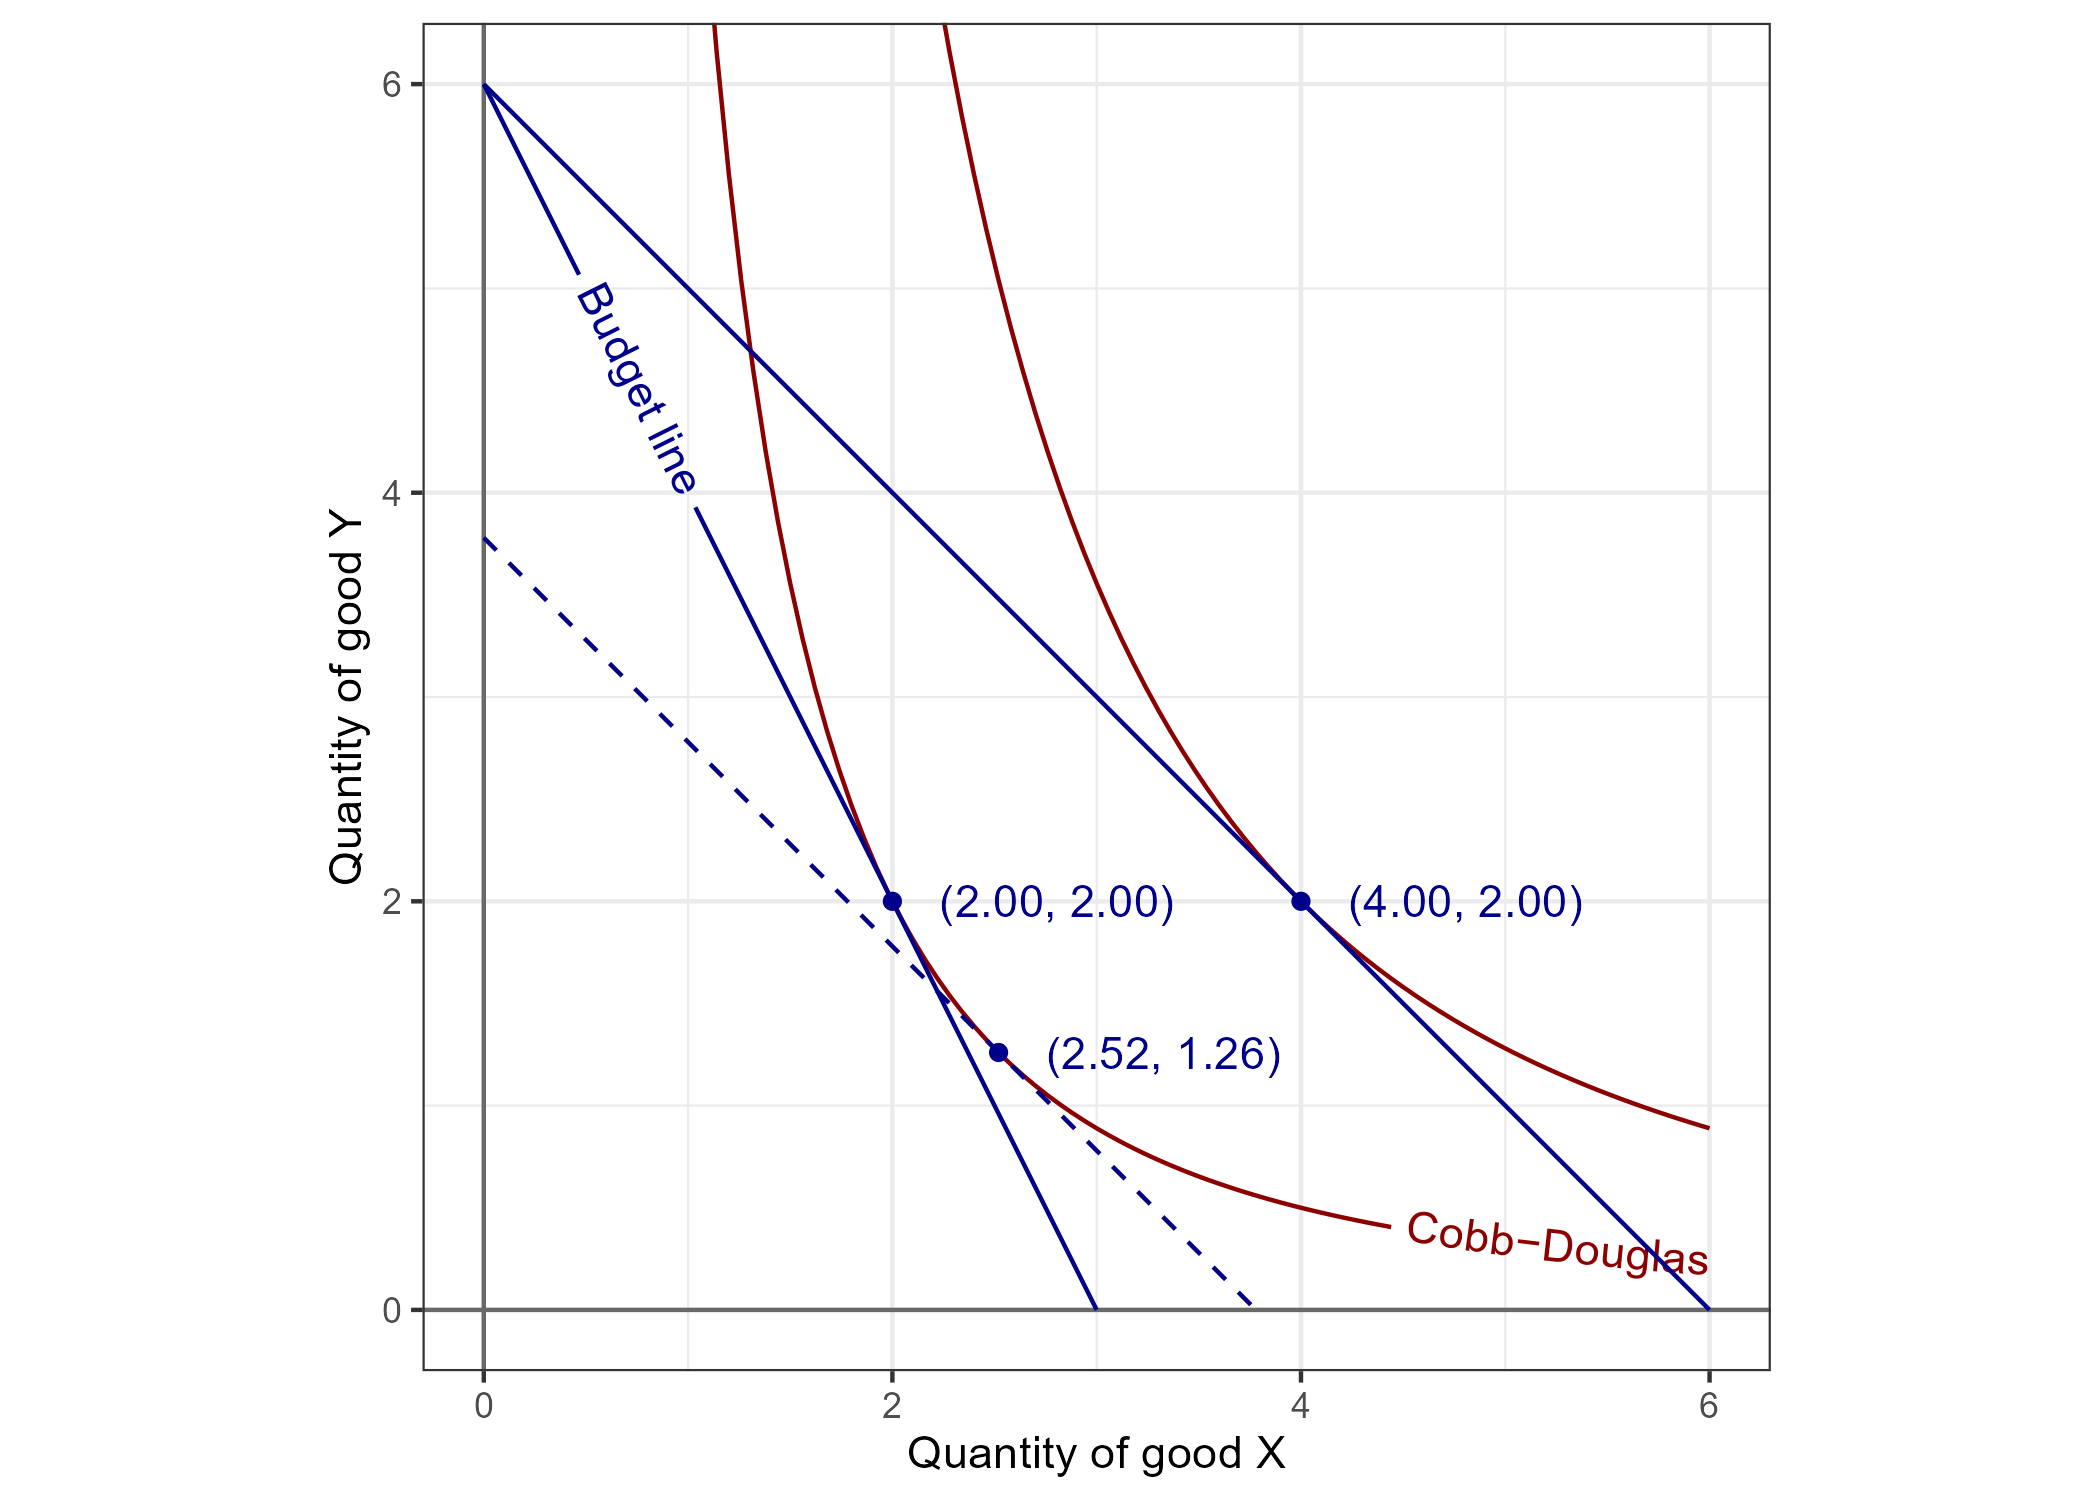 6
4
2
0
Quantity of good Y
Budget line
(2.00, 2.00)
(4.00, 2.00)
(2.52, 1.26)
Cobb−Douglas
0
2
4
6
Quantity of good X